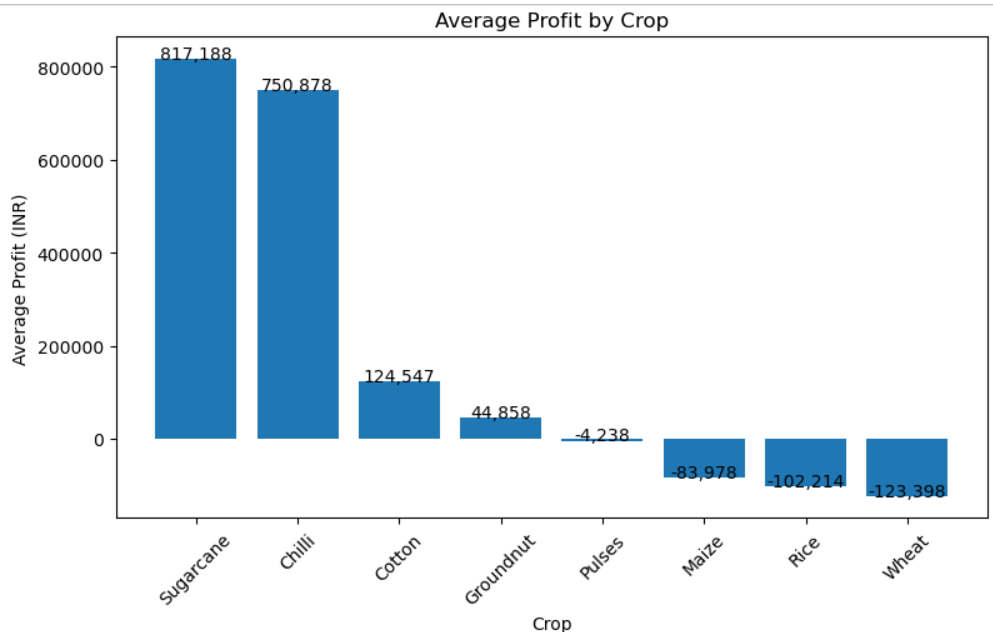 Average Profit by Crop
Average Profit (INR)
800000
600000
400000
200000
0
817,188
750,878
124,547
44,858
-4,238
-83,978
-102,214
-123,398
Sugarcane
Chilli
Cotton
Groundnut
Pulses
Maize
Rice
Wheat
Crop